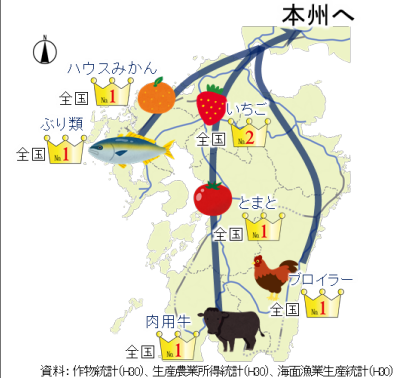 本州へ
ハウスみかん
全国 No.1
いちご
全国 No.2
ぶり類
全国 No.1
とまと
全国 No.1
ブロイラー
全国 No.1
肉用牛
全国 No.1
資料：作物統計(H30)、生産農業所得統計(H30)、海面漁業生産統計(H30)